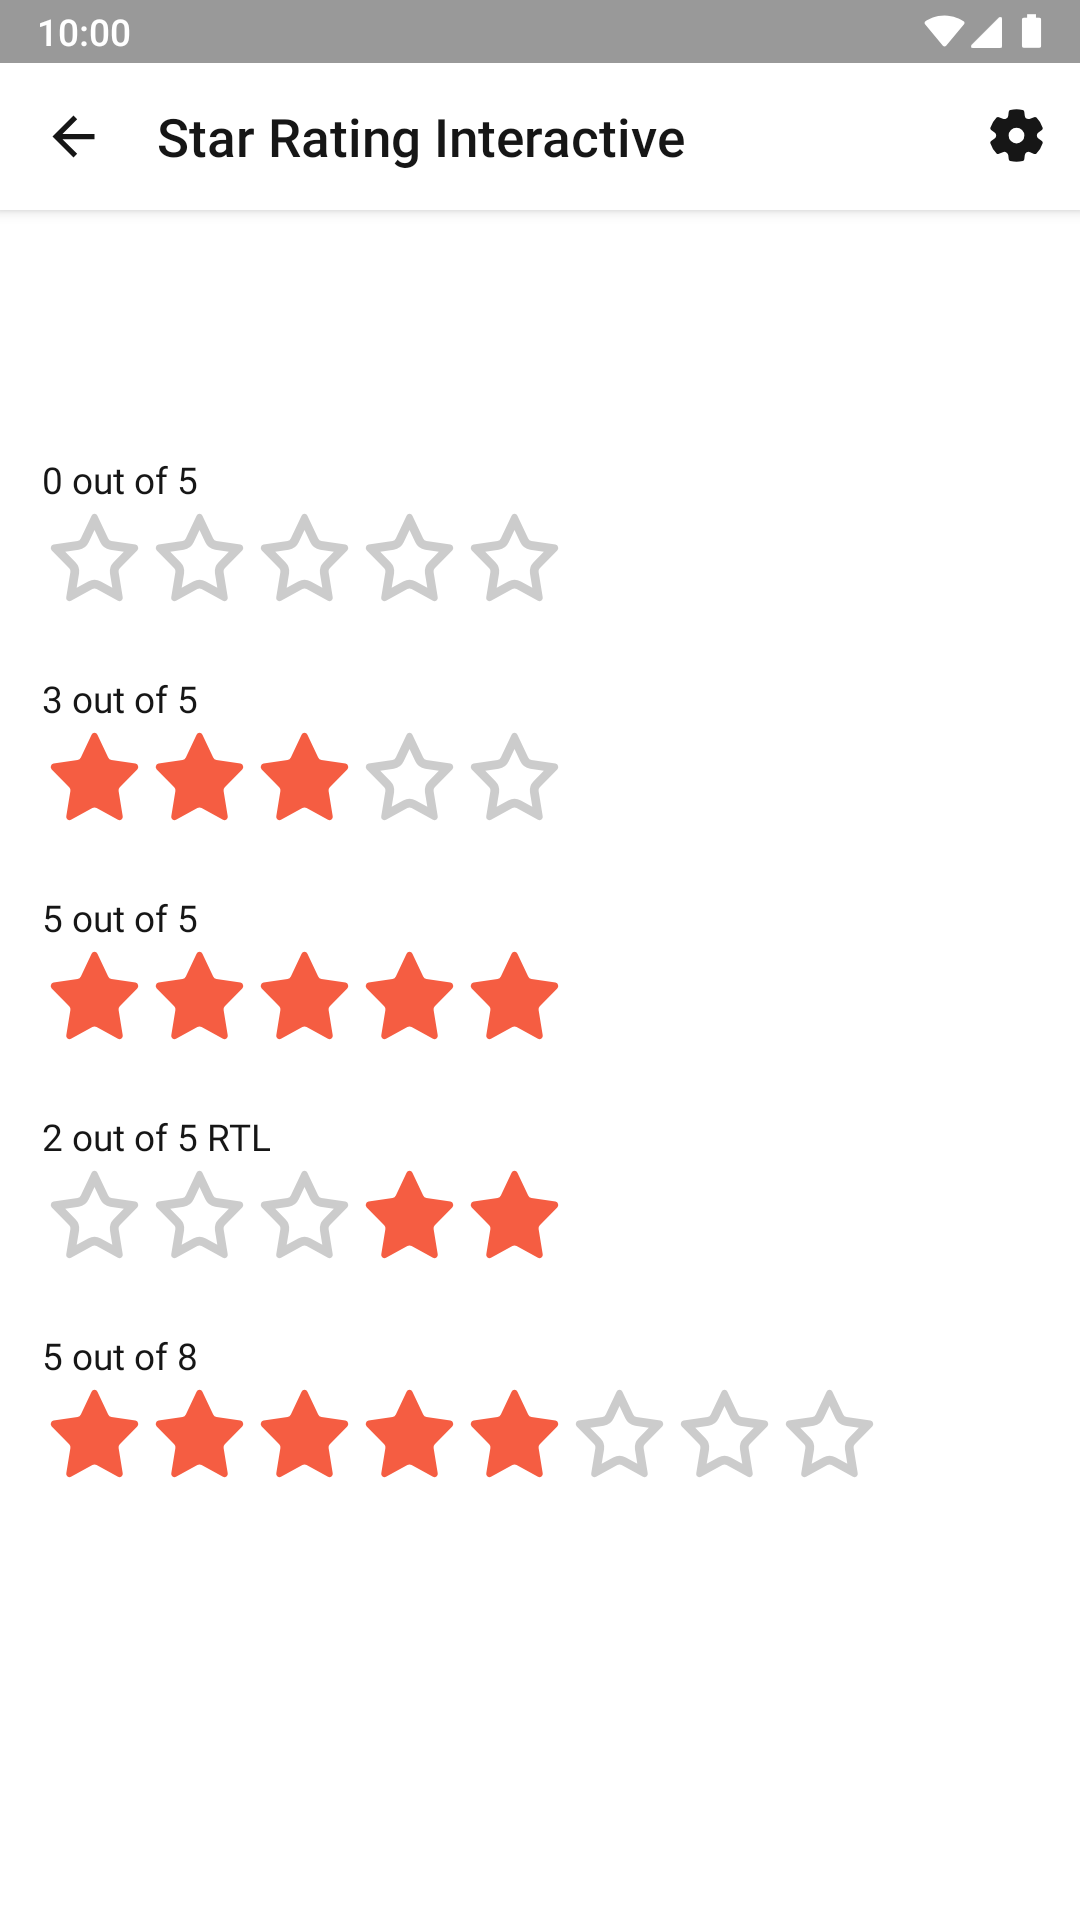 10:00
Star Rating Interactive
0 out of 5
3 out of 5
5 out of 5
2 out of 5 RTL
5 out of 8